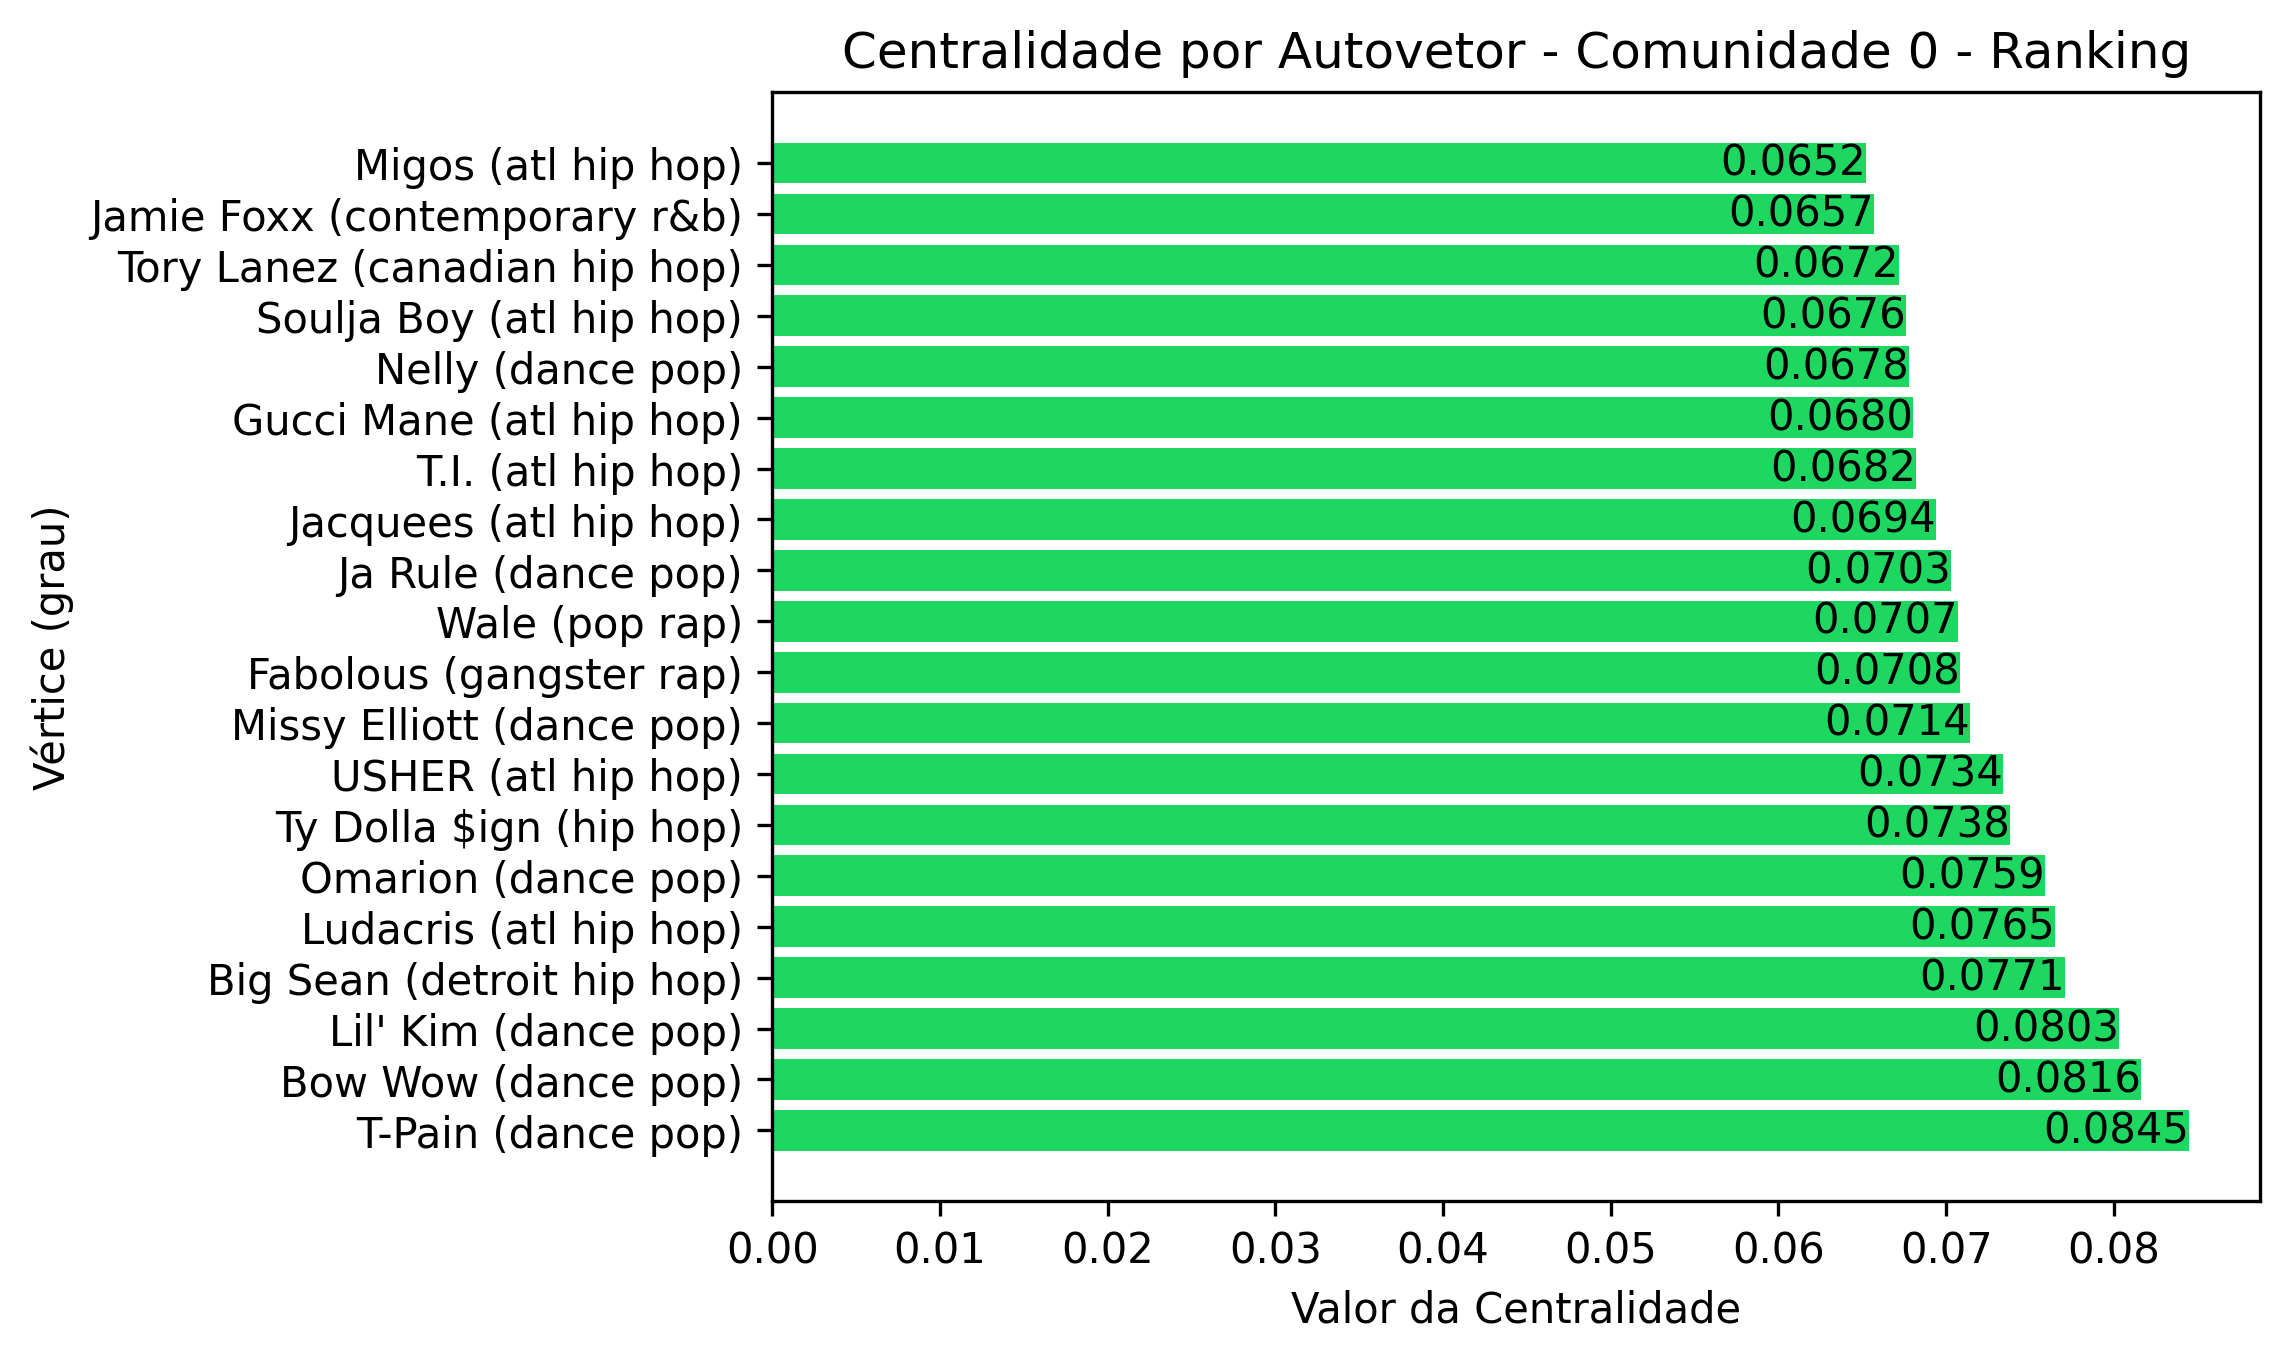 Centralidade por Autovetor - Comunidade 0 - Ranking
Vértice (grau)
Migos (atl hip hop) 0.0652
Jamie Foxx (contemporary r&b) 0.0657
Tory Lanez (canadian hip hop) 0.0672
Soulja Boy (atl hip hop) 0.0676
Nelly (dance pop) 0.0678
Gucci Mane (atl hip hop) 0.0680
T.I. (atl hip hop) 0.0682
Jacquees (atl hip hop) 0.0694
Ja Rule (dance pop) 0.0703
Wale (pop rap) 0.0707
Fabolous (gangster rap) 0.0708
Missy Elliott (dance pop) 0.0714
USHER (atl hip hop) 0.0734
Ty Dolla $ign (hip hop) 0.0738
Omarion (dance pop) 0.0759
Ludacris (atl hip hop) 0.0765
Big Sean (detroit hip hop) 0.0771
Lil' Kim (dance pop) 0.0803
Bow Wow (dance pop) 0.0816
T-Pain (dance pop) 0.0845
0.00 0.01 0.02 0.03 0.04 0.05 0.06 0.07 0.08
Valor da Centralidade